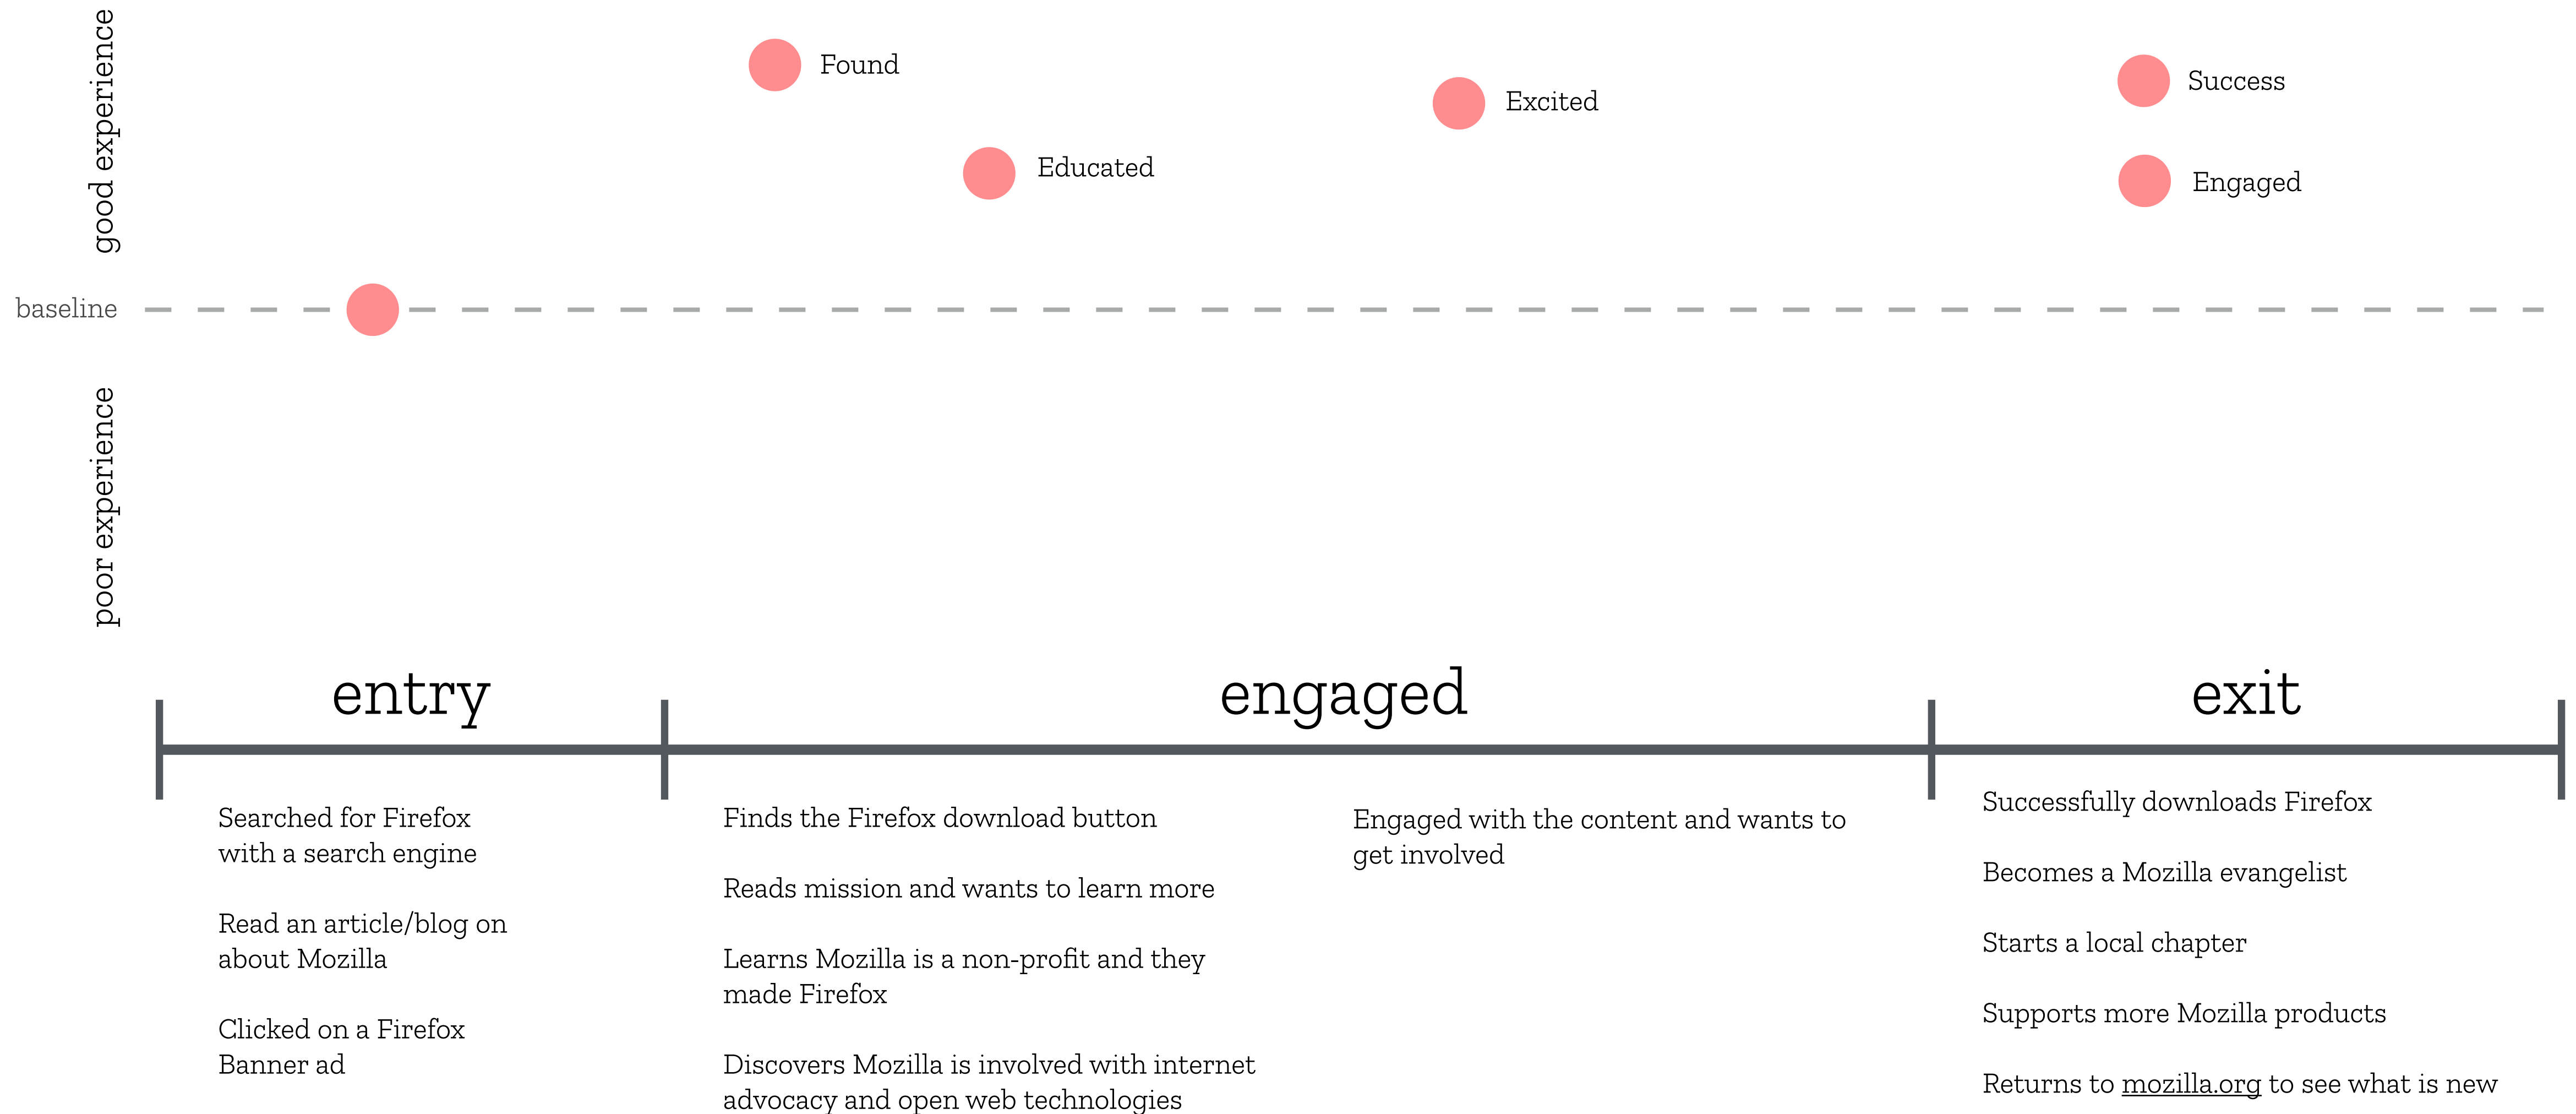 good experience
Found
Educated
Excited
Success
Engaged
baseline
poor experience
entry
engaged
exit
Searched for Firefox
with a search engine
Read an article/blog on
about Mozilla
Clicked on a Firefox
Banner ad
Finds the Firefox download button
Reads mission and wants to learn more
Learns Mozilla is a non-profit and they
made Firefox
Discovers Mozilla is involved with internet
advocacy and open web technologies
Engaged with the content and wants to
get involved
Successfully downloads Firefox
Becomes a Mozilla evangelist
Starts a local chapter
Supports more Mozilla products
Returns to mozilla.org to see what is new